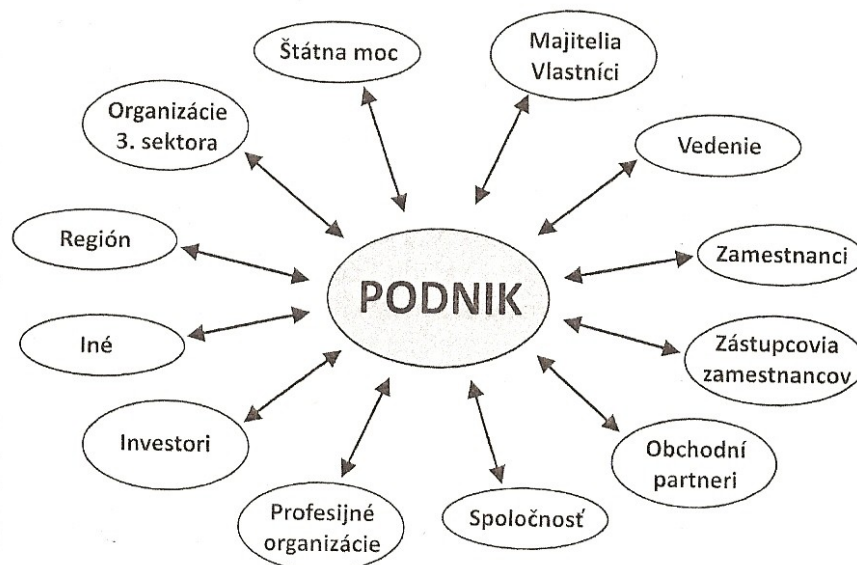 Štátna moc
Majitelia
Vlastníci
Organizácie
3. sektora
Vedenie
Región
Zamestnanci
PODNIK
Iné
Zástupcovia
zamestnancov
Investori
Obchodní
partneri
Profesijné
organizácie
Spoločnosť